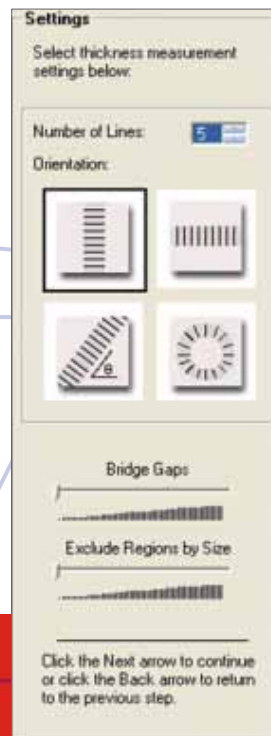 Settings
Select thickness measurement
settings below:
Number of Lines:
5
Orientation:
θ
Bridge Gaps
Exclude Regions by Size
Click the Next arrow to continue
or click the Back arrow to return
to the previous step.